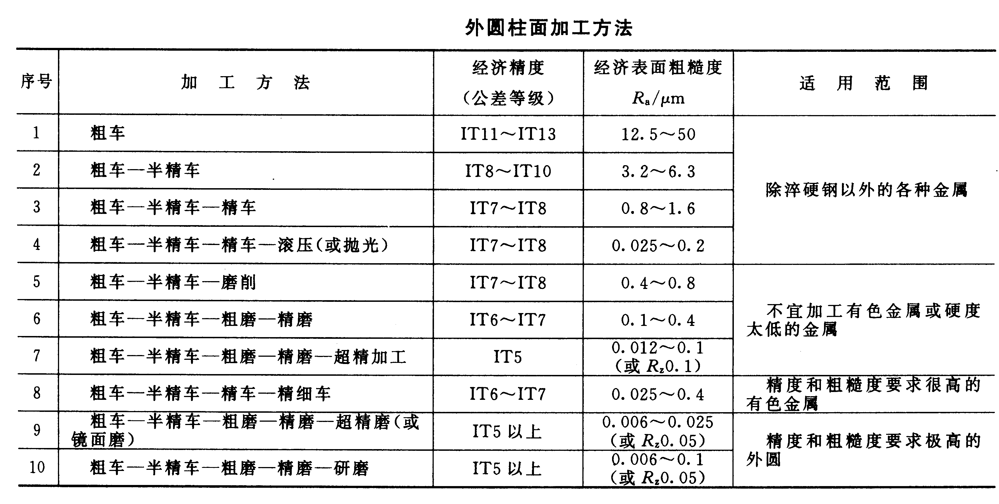 外圆柱面加工方法
序号 加工方法 经济精度（公差等级） 经济表面粗糙度 Ra/μm 适用范围
1 粗车 IT11～IT13 12.5～50
2 粗车—半精车 IT8～IT10 3.2～6.3
除淬硬钢以外的各种金属
3 粗车—半精车—精车 IT7～IT8 0.8～1.6
4 粗车—半精车—精车—滚压(或抛光) IT7～IT8 0.025～0.2
5 粗车—半精车—磨削 IT7～IT8 0.4～0.8
6 粗车—半精车—粗磨—精磨 IT6～IT7 0.1～0.4
不宜加工有色金属或硬度
太低的金属
7 粗车—半精车—粗磨—精磨—超精加工 IT5 0.012～0.1
（或 Rz0.1）
8 粗车—半精车—精车—精细车 IT6～IT7 0.025～0.4
精度和粗糙度要求很高的
有色金属
9 粗车—半精车—粗磨—精磨—超精磨(或
镜面磨) IT5 以上 0.006～0.025
（或 Rz0.05）
精度和粗糙度要求极高的
外圆
10 粗车—半精车—粗磨—精磨—研磨 IT5 以上 0.006～0.1
（或 Rz0.05）